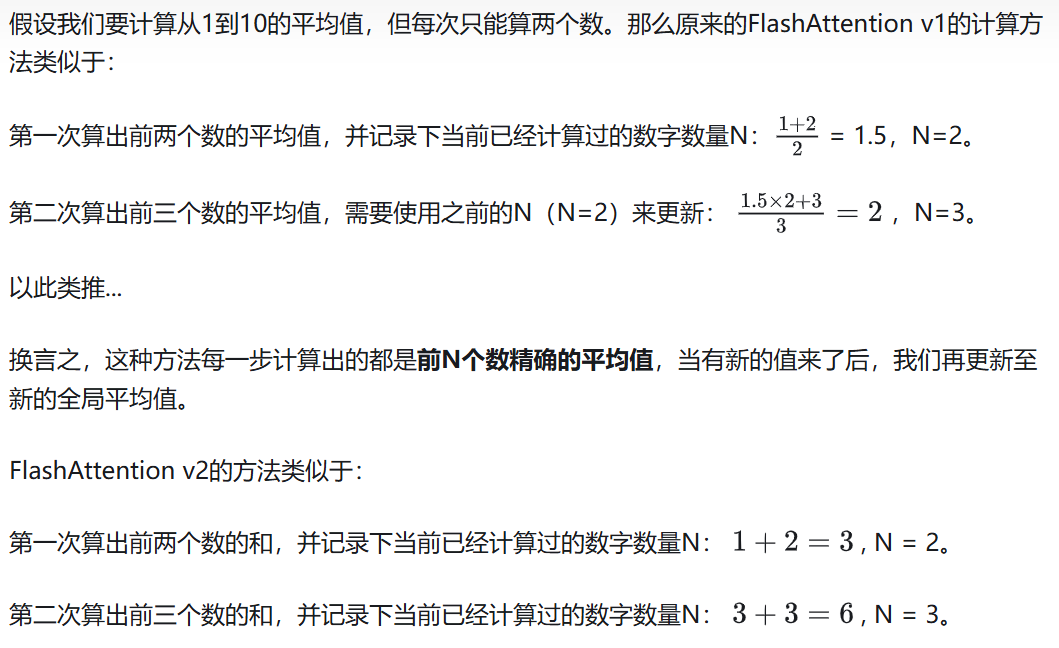 假设我们要计算从1到10的平均值，但每次只能算两个数。那么原来的FlashAttention v1的计算方
法类似于：
第一次算出前两个数的平均值，并记录下当前已经计算过的数字数量N：$\frac{1+2}{2}$ = 1.5，N=2。
第二次算出前三个数的平均值，需要使用之前的N（N=2）来更新：$\frac{1.5×2+3}{3}$ = 2，N=3。
以此类推...
换言之，这种方法每一步计算出的都是前N个数精确的平均值，当有新的值来了后，我们再更新至
新的全局平均值。
FlashAttention v2的方法类似于：
第一次算出前两个数的和，并记录下当前已经计算过的数字数量N： 1 + 2 = 3 , N = 2。
第二次算出前三个数的和，并记录下当前已经计算过的数字数量N： 3 + 3 = 6 , N = 3。